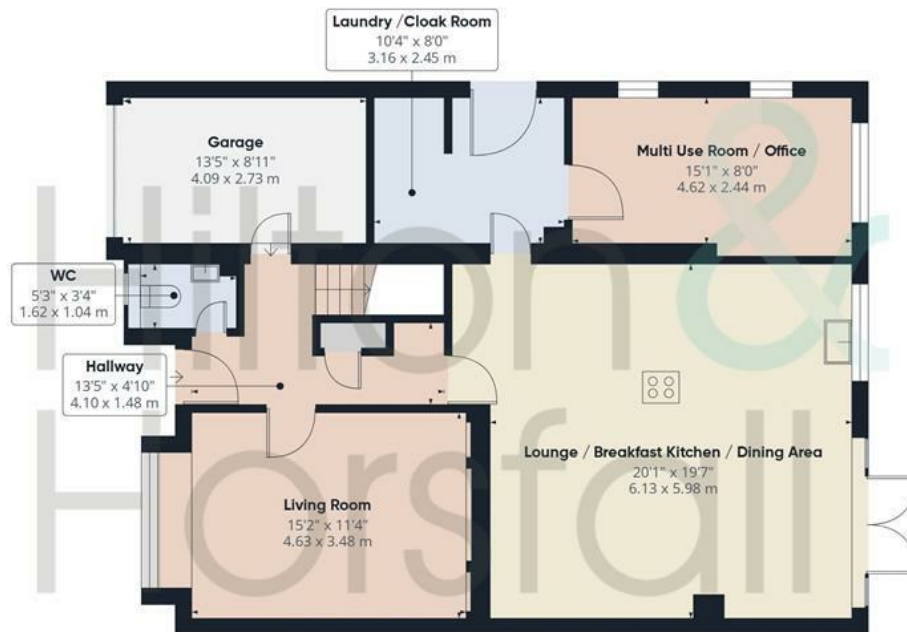 Laundry /Cloak Room
10'4" x 8'0"
3.16 x 2.45 m
Garage
13'5" x 8'11"
4.09 x 2.73 m
Multi Use Room / Office
15'1" x 8'0"
4.62 x 2.44 m
WC
5'3" x 3'4"
1.62 x 1.04 m
Hallway
13'5" x 4'10"
4.10 x 1.48 m
Lounge / Breakfast Kitchen / Dining Area
20'1" x 19'7"
6.13 x 5.98 m
Living Room
15'2" x 11'4"
4.63 x 3.48 m
Hilton &
Horsfall